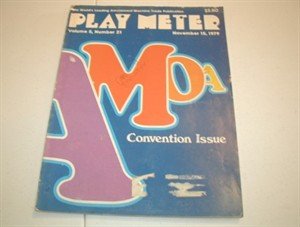 The World's Leading Amusement Machine Trade Publication
$2.50
PLAY METER
Volume 5, Number 21
November 15, 1979
AMOA
Convention Issue